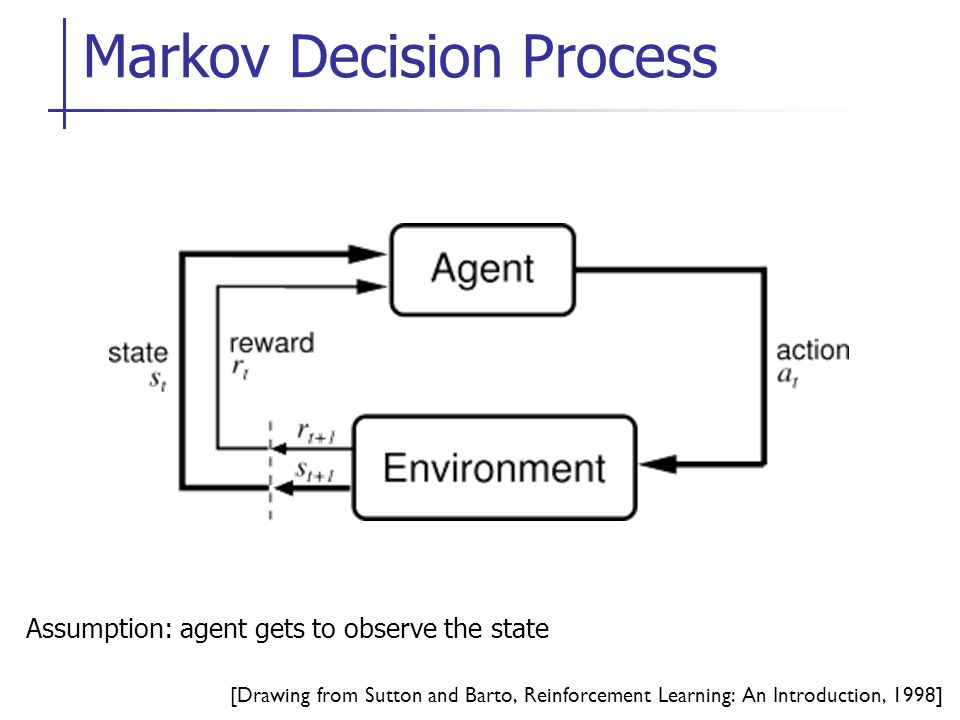 Markov Decision Process
Agent
state
s_t
reward
r_t
action
a_t
r_{t+1}
s_{t+1}
Environment
Assumption: agent gets to observe the state
[Drawing from Sutton and Barto, Reinforcement Learning: An Introduction, 1998]